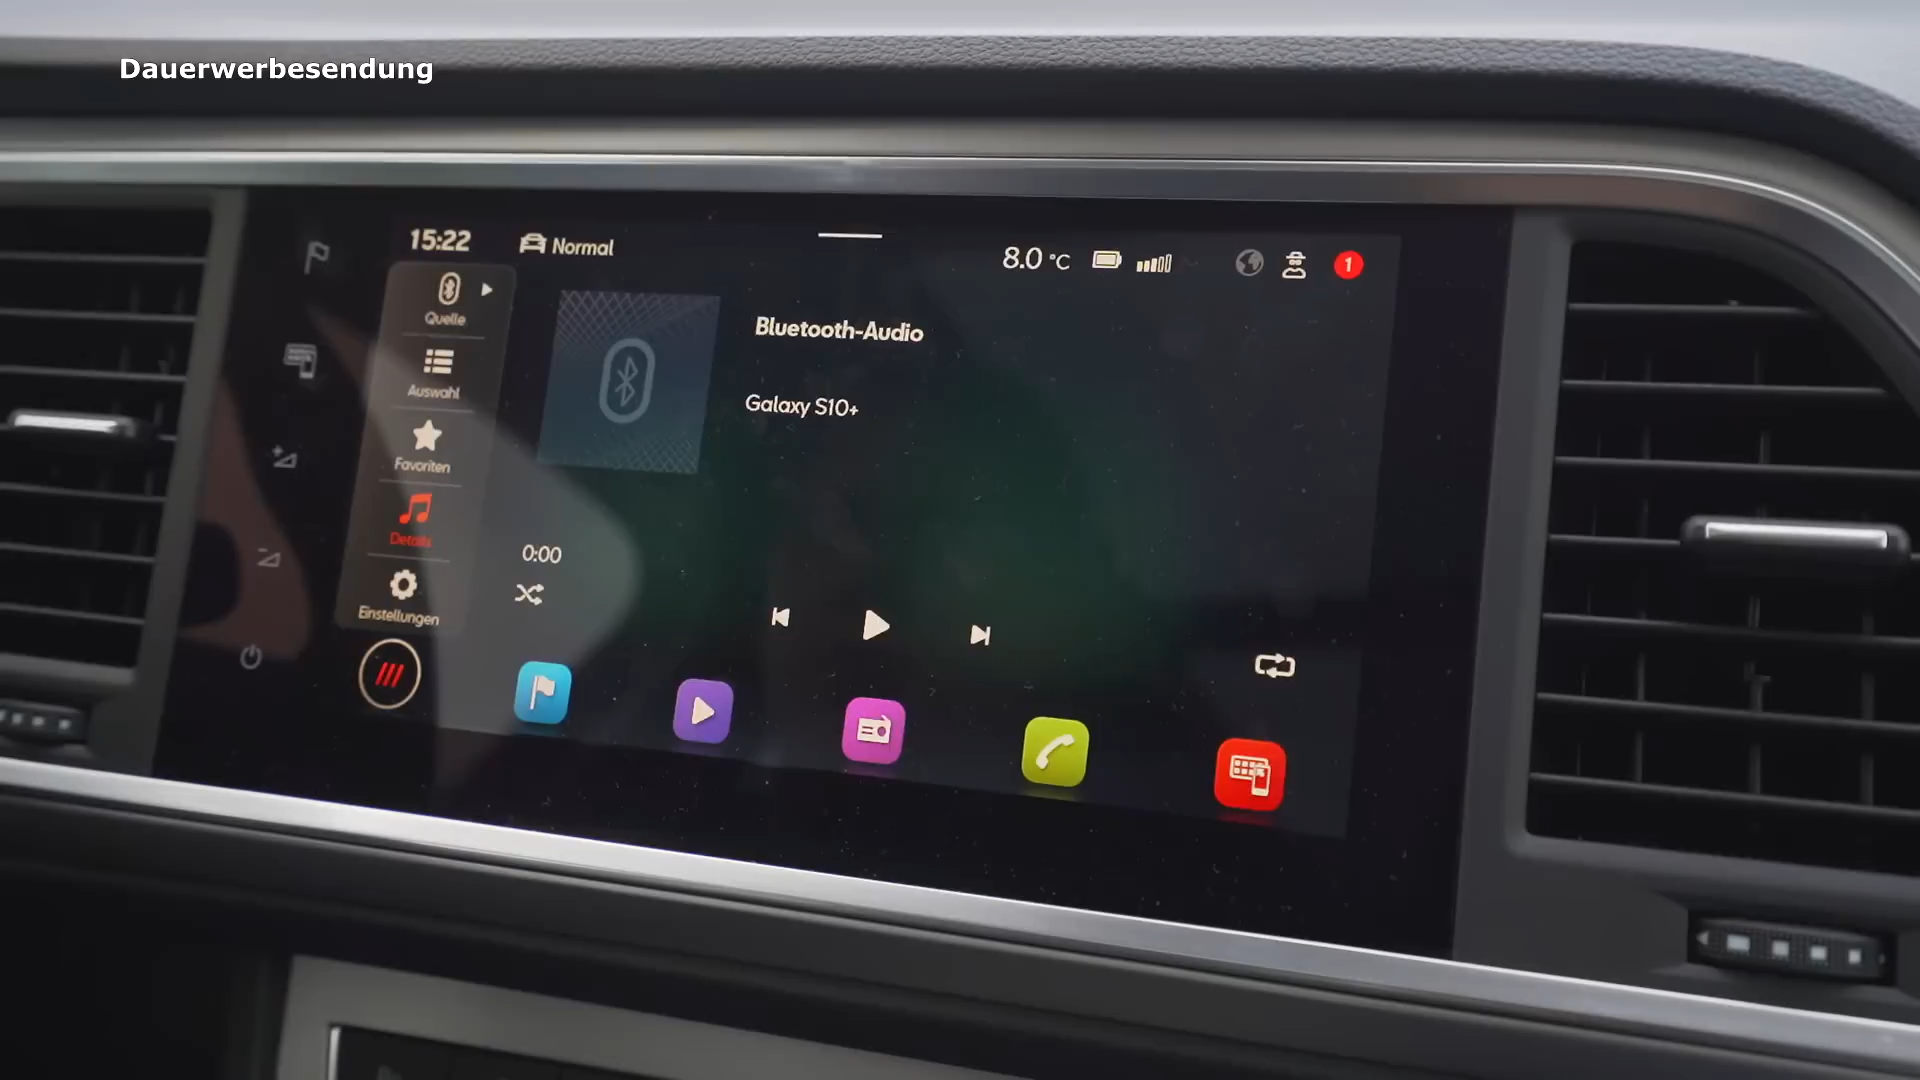 Dauerwerbesendung
15:22
Normal
8.0 °C
1
Quelle
Bluetooth-Audio
Auswahl
Galaxy S10+
Favoriten
Details
0:00
Einstellungen